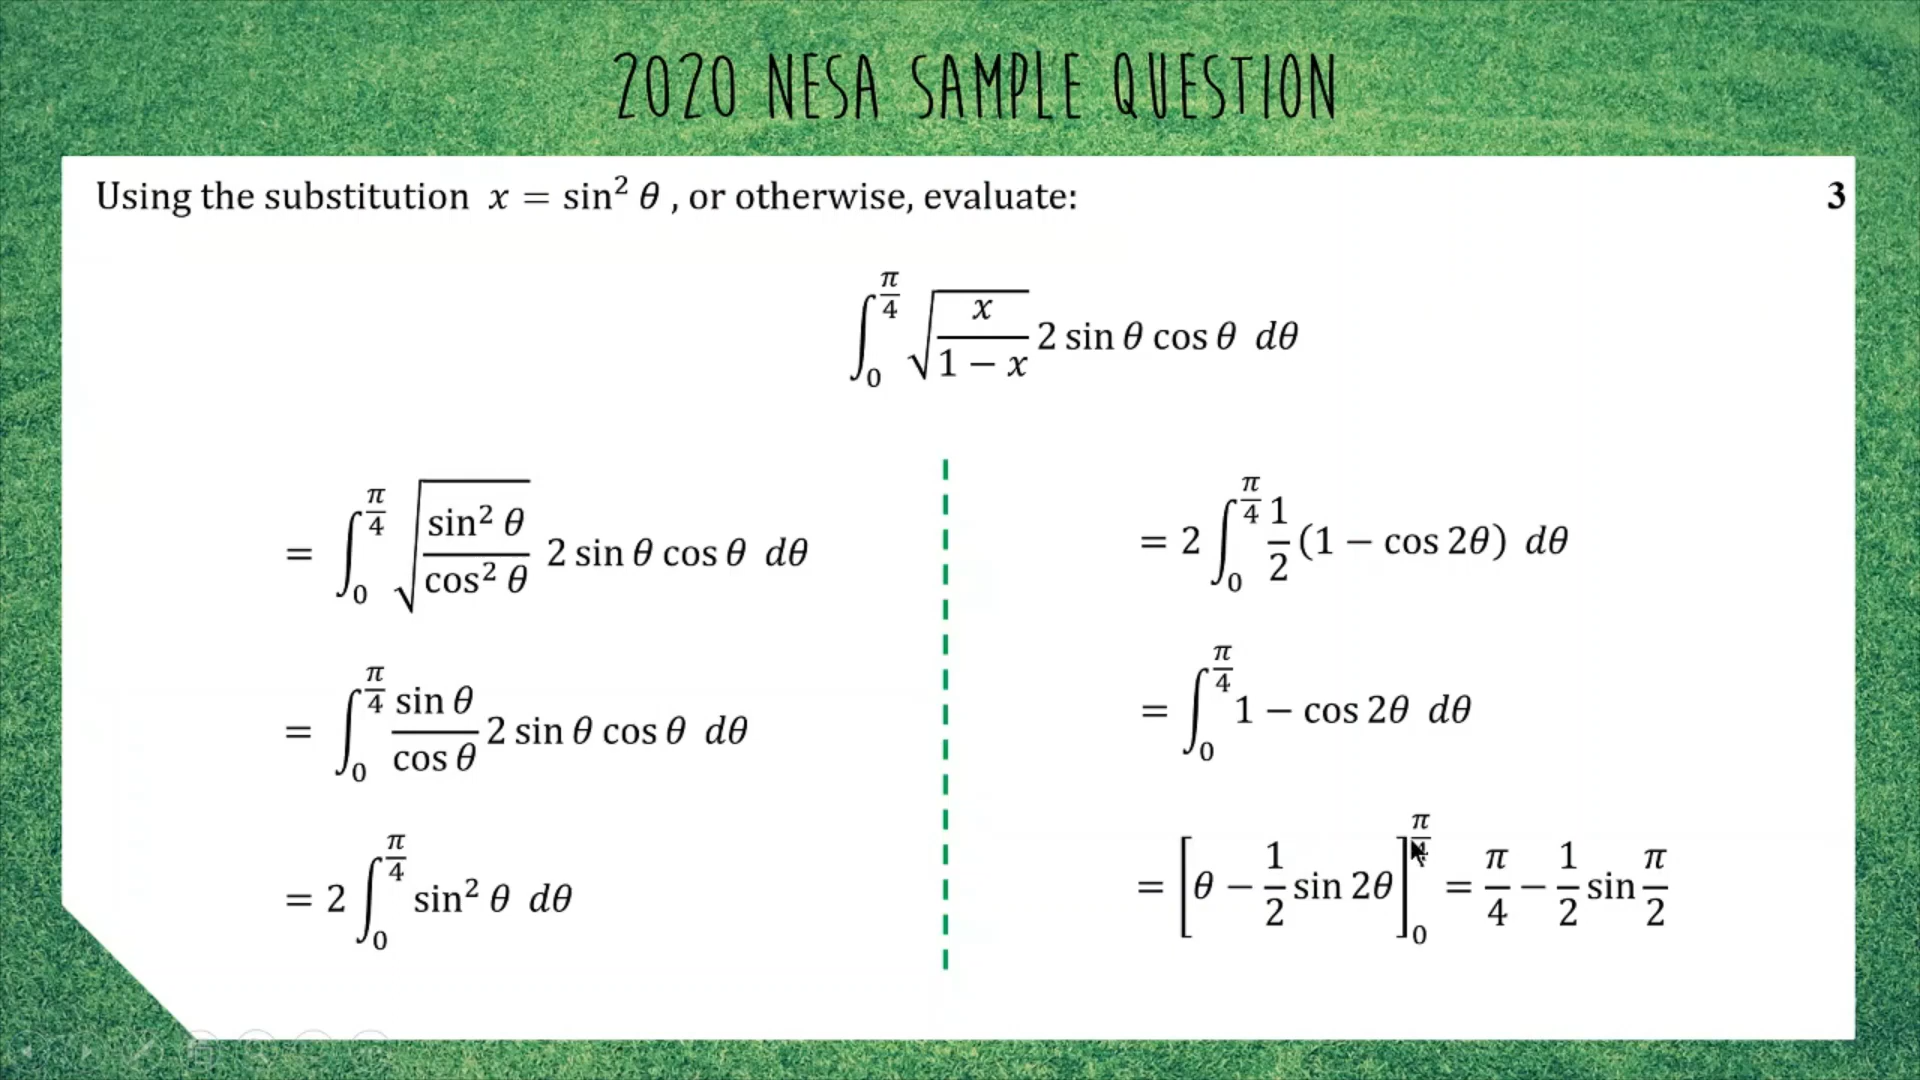 2020 NESA SAMPLE QUESTION
Using the substitution x = sin² θ , or otherwise, evaluate: 3
∫₀^(π/4) √(x/(1 − x)) 2 sin θ cos θ dθ
= ∫₀^(π/4) √(sin² θ/cos² θ) 2 sin θ cos θ dθ
= ∫₀^(π/4) (sin θ/cos θ) 2 sin θ cos θ dθ
= 2 ∫₀^(π/4) sin² θ dθ
= 2 ∫₀^(π/4) 1/2 (1 − cos 2θ) dθ
= ∫₀^(π/4) 1 − cos 2θ dθ
= [θ − 1/2 sin 2θ]₀^(π/4) = π/4 − 1/2 sin π/2